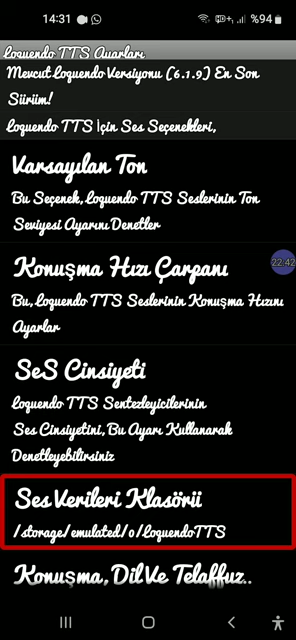 14:31 %94
Loquendo TTS Ayarları
Mevcut Loquendo Versiyonu (6.1.9) En Son
Sürüm!
Loquendo TTS İçin Ses Seçenekleri,
Varsayılan Ton
Bu Seçenek, Loquendo TTS Seslerinin Ton
Seviyesi Ayarını Denetler
Konuşma Hızı Çarpanı
22:42
Bu, Loquendo TTS Seslerinin Konuşma Hızını
Ayarlar
SeS Cinsiyeti
Loquendo TTS Sentezleyicilerinin
Ses Cinsiyetini, Bu Ayarı Kullanarak
Denetleyebilirsiniz
Ses Verileri Klasörü
/storage/emulated/0/LoquendoTTS
Konuşma, Dil Ve Telaffuz..